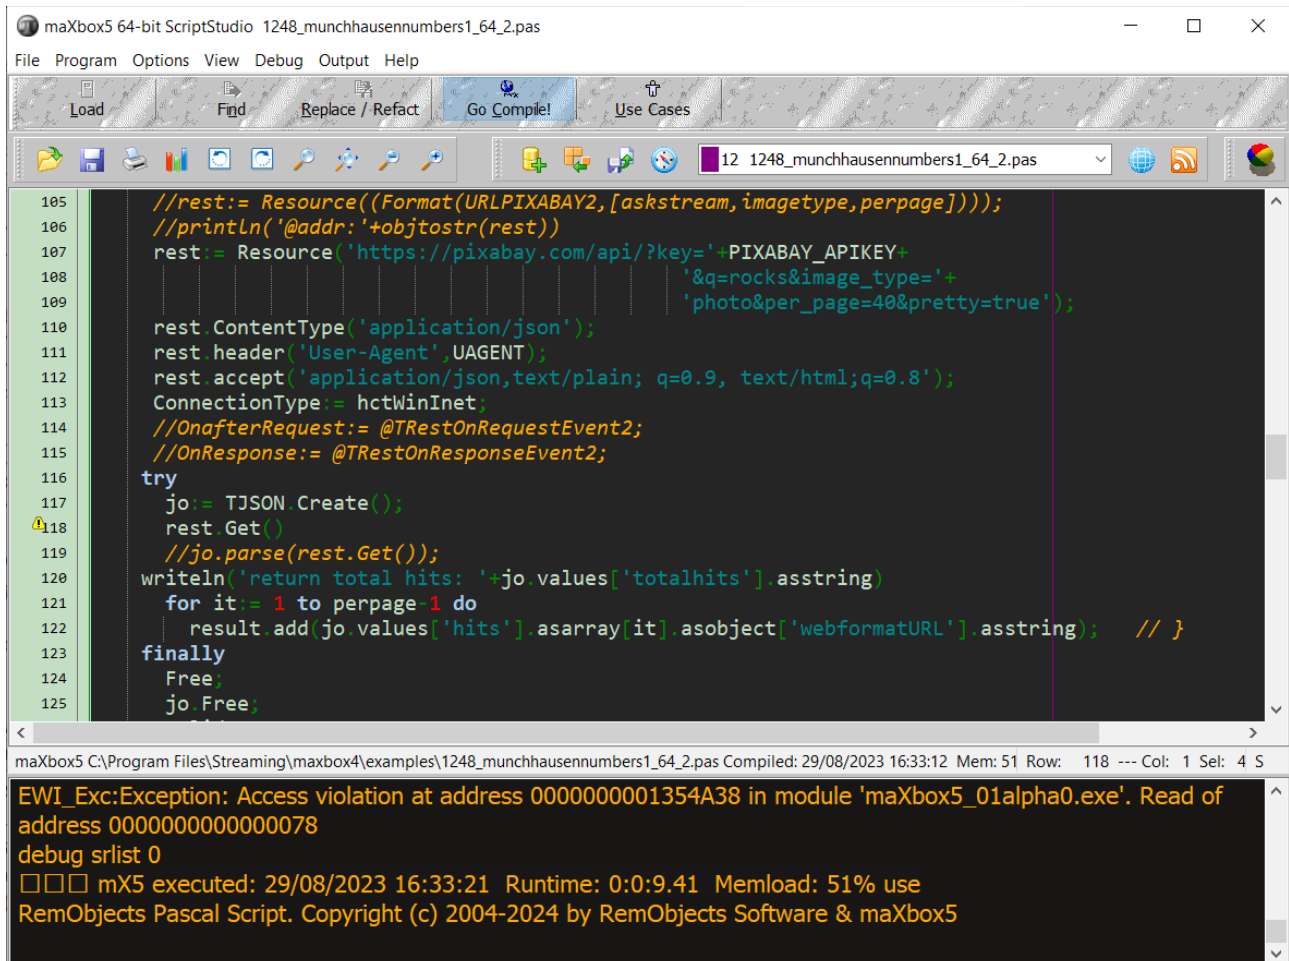 maXbox5 64-bit ScriptStudio 1248_munchhausennumbers1_64_2.pas
File Program Options View Debug Output Help
Load Find Replace / Refact Go Compile! Use Cases
12 1248_munchhausennumbers1_64_2.pas
105 //rest:= Resource((Format(URLPIXABAY2,[askstream,imagetype,perpage])));
106 //println('@addr:'+objtostr(rest))
107 rest:= Resource('https://pixabay.com/api/?key='+PIXABAY_APIKEY+
108 '&q=rocks&image_type='+
109 'photo&per_page=40&pretty=true');
110 rest.ContentType('application/json');
111 rest.header('User-Agent',UAGENT);
112 rest.accept('application/json,text/plain; q=0.9, text/html;q=0.8');
113 ConnectionType:= hctWinInet;
114 //OnafterRequest:= @TRestOnRequestEvent2;
115 //OnResponse:= @TRestOnResponseEvent2;
116 try
117 jo:= TJSON.Create();
118 rest.Get()
119 //jo.parse(rest.Get());
120 writeln('return total hits: '+jo.values['totalhits'].asstring)
121 for it:= 1 to perpage-1 do
122 result.add(jo.values['hits'].asarray[it].asobject['webformatURL'].asstring); // }
123 finally
124 Free;
125 jo.Free;
maXbox5 C:\Program Files\Streaming\maxbox4\examples\1248_munchhausennumbers1_64_2.pas Compiled: 29/08/2023 16:33:12 Mem: 51 Row: 118 --- Col: 1 Sel: 4 S
EWI_Exc:Exception: Access violation at address 0000000001354A38 in module 'maXbox5_01alpha0.exe'. Read of
address 0000000000000078
debug srlist 0
□□□ mX5 executed: 29/08/2023 16:33:21 Runtime: 0:0:9.41 Memload: 51% use
RemObjects Pascal Script. Copyright (c) 2004-2024 by RemObjects Software & maXbox5